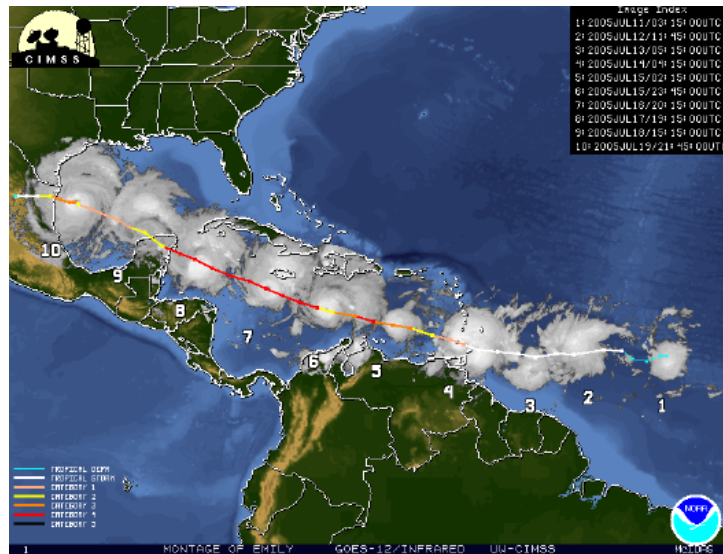 CIMSS
Image Index
1: 2005JUL11/03:15:00UTC
2: 2005JUL12/11:45:00UTC
3: 2005JUL13/05:15:00UTC
4: 2005JUL14/04:15:00UTC
5: 2005JUL15/02:15:00UTC
6: 2005JUL15/23:45:00UTC
7: 2005JUL16/20:15:00UTC
8: 2005JUL17/19:15:00UTC
9: 2005JUL18/15:15:00UTC
10: 2005JUL19/21:45:00UTC
10
9
8
7
6
5
4
3
2
1
TROPICAL DEPR
TROPICAL STORM
CATEGORY 1
CATEGORY 2
CATEGORY 3
CATEGORY 4
CATEGORY 5
NOAA
1 MONTAGE OF EMILY GOES-12/INFRARED UW-CIMSS McIDAS